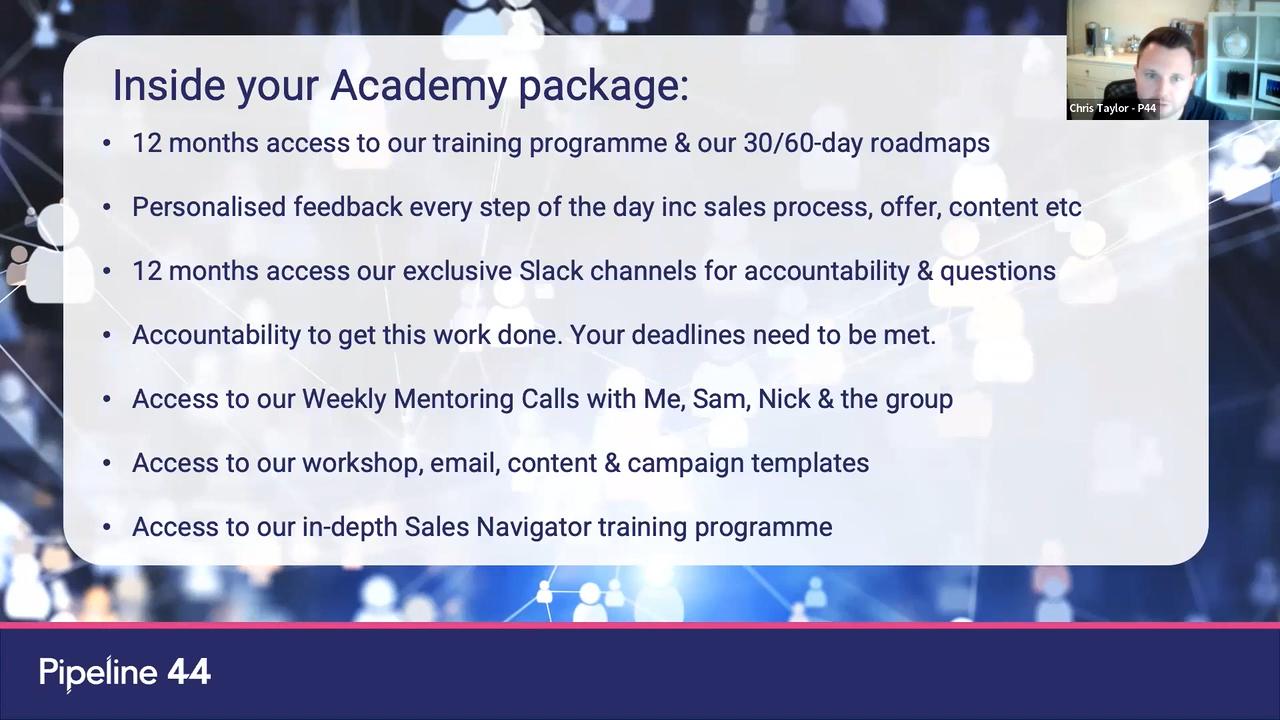 Inside your Academy package:
• 12 months access to our training programme & our 30/60-day roadmaps
• Personalised feedback every step of the day inc sales process, offer, content etc
• 12 months access our exclusive Slack channels for accountability & questions
• Accountability to get this work done. Your deadlines need to be met.
• Access to our Weekly Mentoring Calls with Me, Sam, Nick & the group
• Access to our workshop, email, content & campaign templates
• Access to our in-depth Sales Navigator training programme
Chris Taylor - P44
Pipeline 44